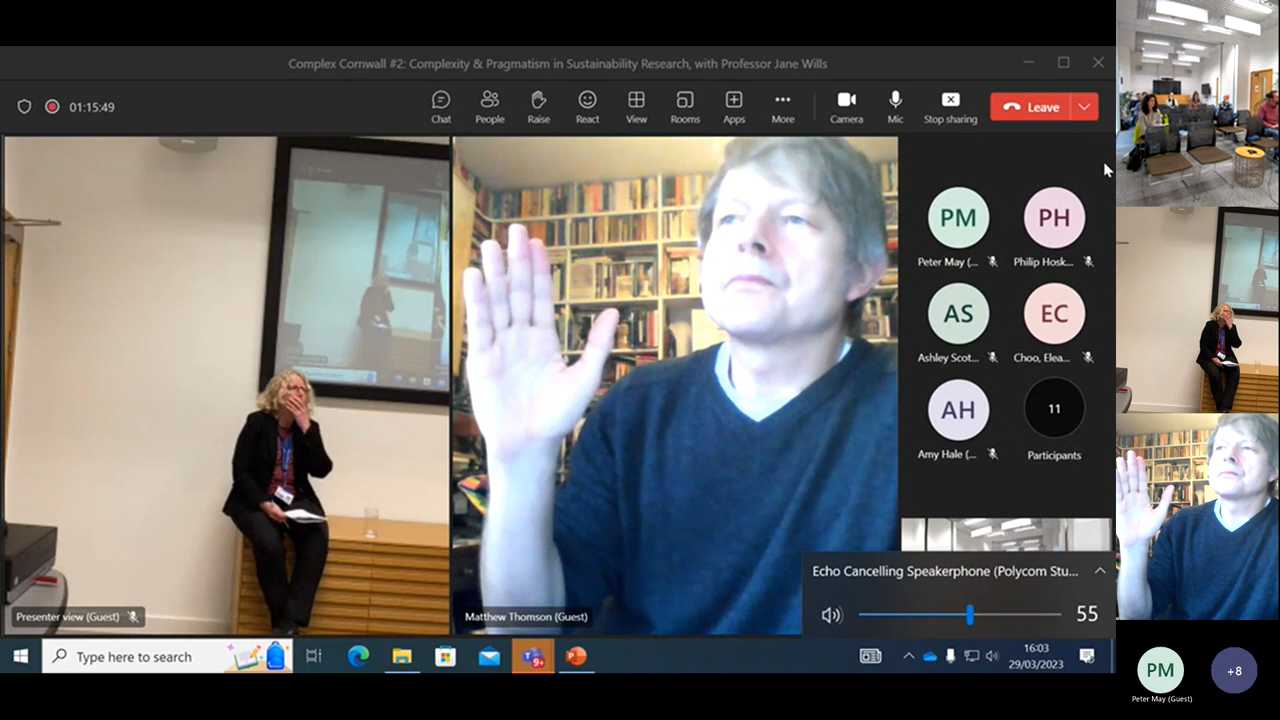 Complex Cornwall #2: Complexity & Pragmatism in Sustainability Research, with Professor Jane Wills
01:15:49
Chat
People
Raise
React
View
Rooms
Apps
More
Camera
Mic
Stop sharing
Leave
PM
PH
Peter May (...
Philip Hosk...
AS
EC
Ashley Scot...
Choo, Elea...
AH
11
Amy Hale (...
Participants
Echo Cancelling Speakerphone (Polycom Stu...
55
Presenter view (Guest)
Matthew Thomson (Guest)
Type here to search
9+
16:03
29/03/2023
PM
+8
Peter May (Guest)